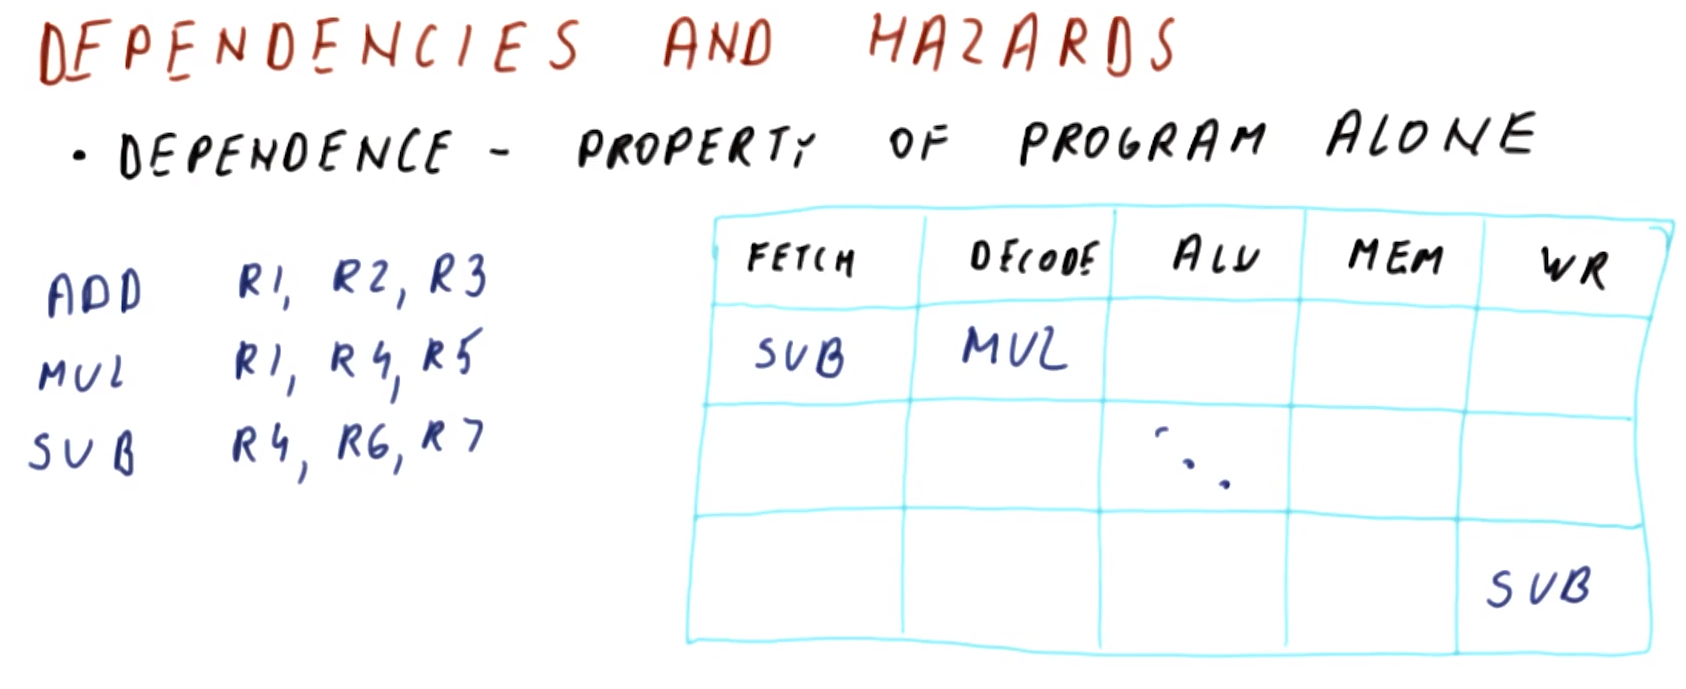 DEPENDENCIES AND HAZARDS
• DEPENDENCE - PROPERTY OF PROGRAM ALONE
ADD R1, R2, R3
MUL R1, R4, R5
SUB R4, R6, R7
FETCH DECODE ALU MEM WR
SUB MUL
SUB